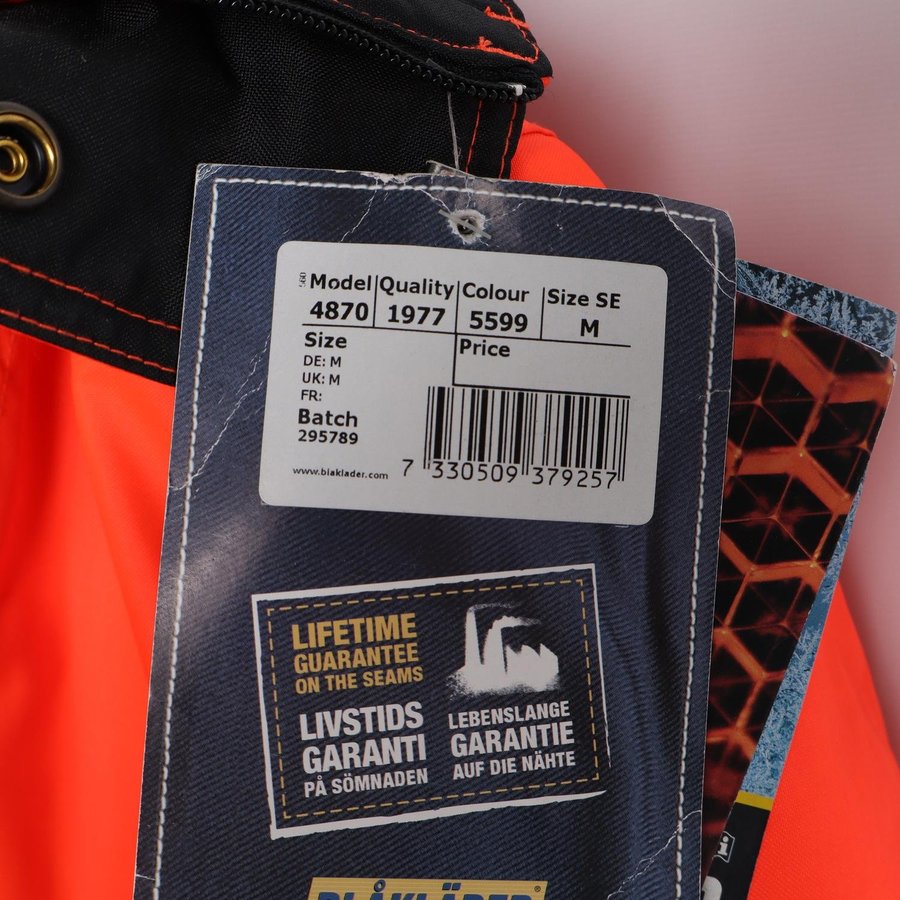 560
Model Quality Colour Size SE
4870 1977 5599 M
Size Price
DE: M
UK: M
FR:
Batch
295789
www.blaklader.com
7 330509 379257
LIFETIME
GUARANTEE
ON THE SEAMS
LIVSTIDS
GARANTI
PÅ SÖMNADEN
LEBENSLANGE
GARANTIE
AUF DIE NÄHTE
BLÅKLÄDER®